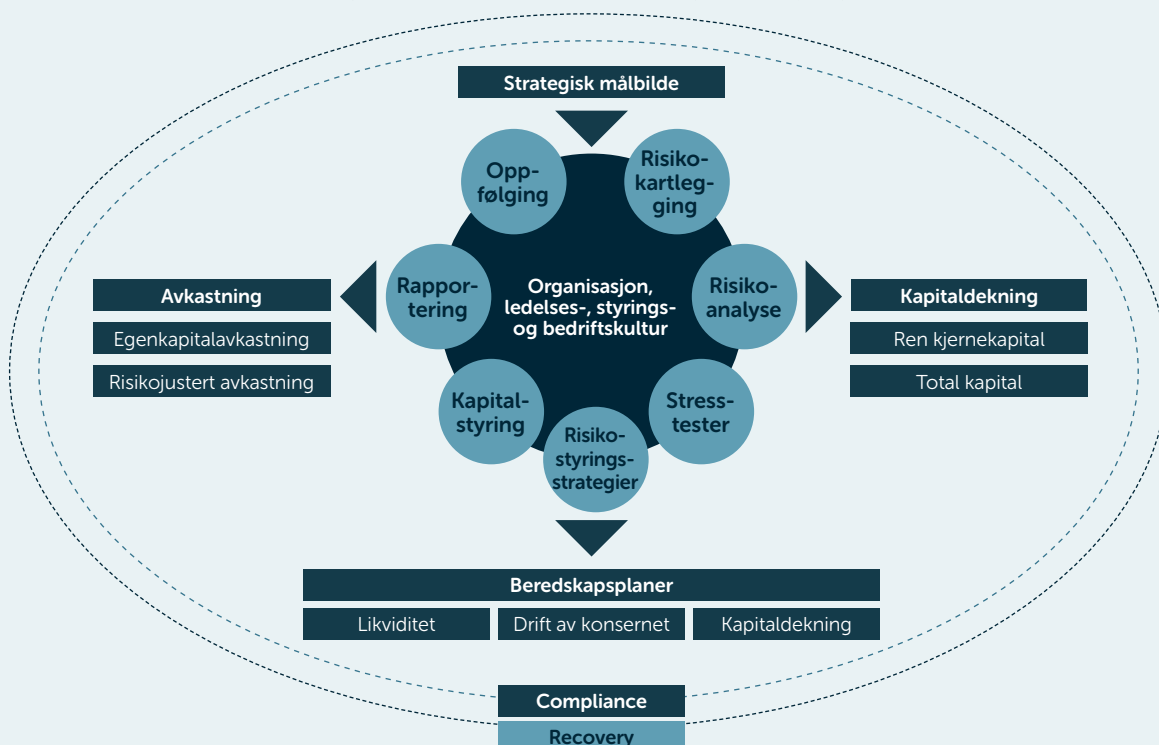 Strategisk målbilde
Opp-
følging
Risiko-
kartleg-
ging
Rappor-
tering
Organisasjon,
ledelses-, styrings-
og bedriftskultur
Risiko-
analyse
Kapital-
styring
Risiko-
styrings-
strategier
Stress-
tester
Avkastning
Egenkapitalavkastning
Risikojustert avkastning
Kapitaldekning
Ren kjernekapital
Total kapital
Beredskapsplaner
Likviditet
Drift av konsernet
Kapitaldekning
Compliance
Recovery